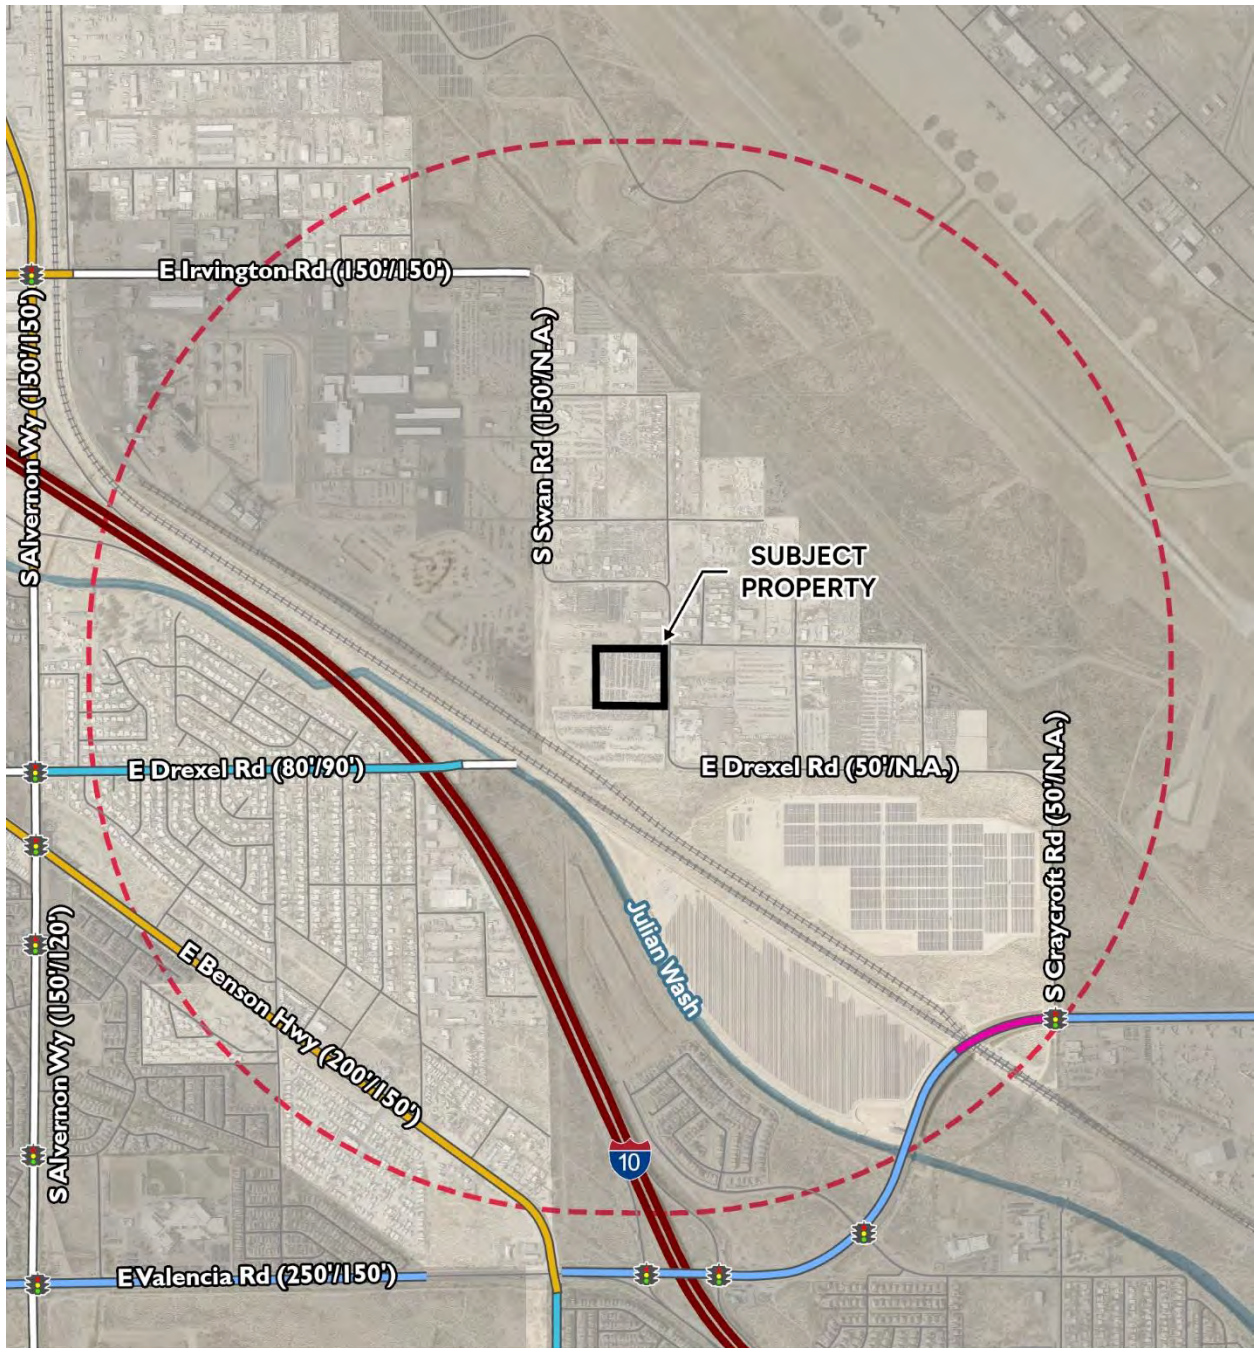 E Irvington Rd (150'/150')
S Alvernon Wy (150'/150')
S Swan Rd (150'/N.A.)
SUBJECT
PROPERTY
E Drexel Rd (80'/90')
E Drexel Rd (50'/N.A.)
S Craycroft Rd (50'/N.A.)
Julian Wash
E Benson Hwy (200'/150')
S Alvernon Wy (150'/120')
10
E Valencia Rd (250'/150')